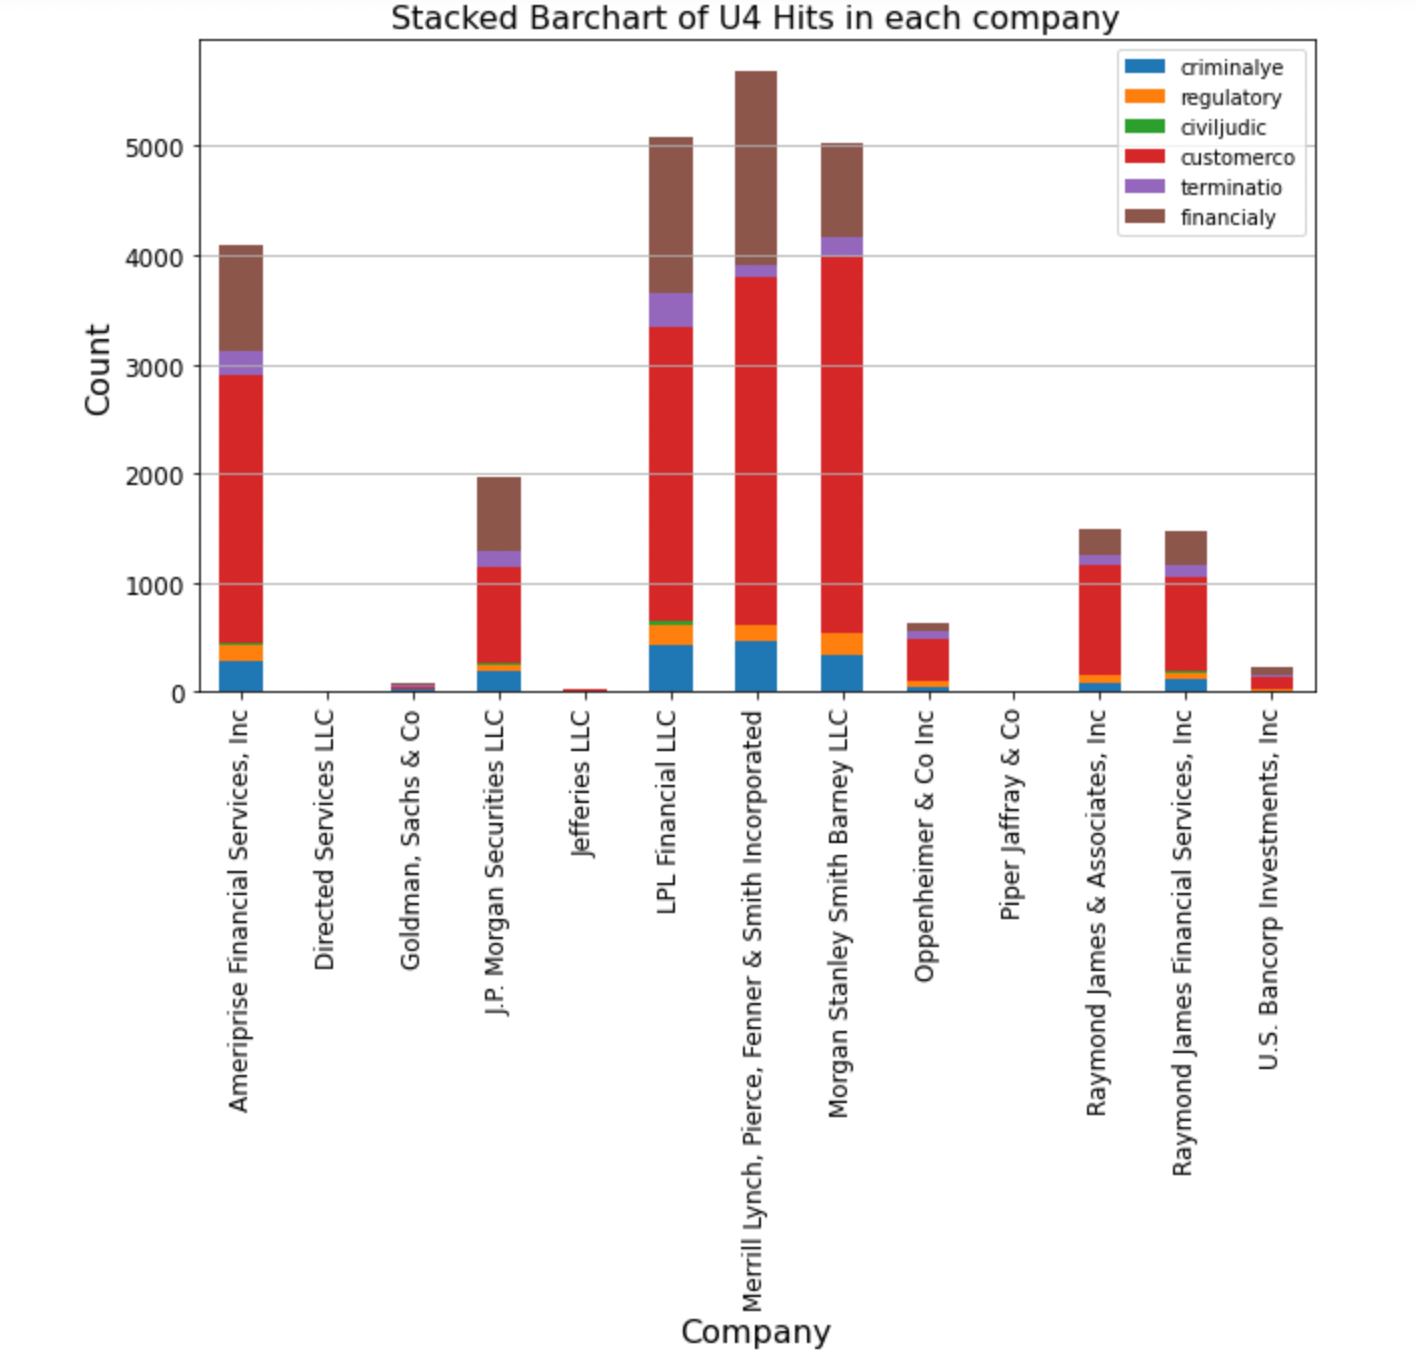 Stacked Barchart of U4 Hits in each company
criminalye
regulatory
civiljudic
customerco
terminatio
financialy
5000
4000
3000
2000
1000
0
Count
Ameriprise Financial Services, Inc
Directed Services LLC
Goldman, Sachs & Co
J.P. Morgan Securities LLC
Jefferies LLC
LPL Financial LLC
Merrill Lynch, Pierce, Fenner & Smith Incorporated
Morgan Stanley Smith Barney LLC
Oppenheimer & Co Inc
Piper Jaffray & Co
Raymond James & Associates, Inc
Raymond James Financial Services, Inc
U.S. Bancorp Investments, Inc
Company